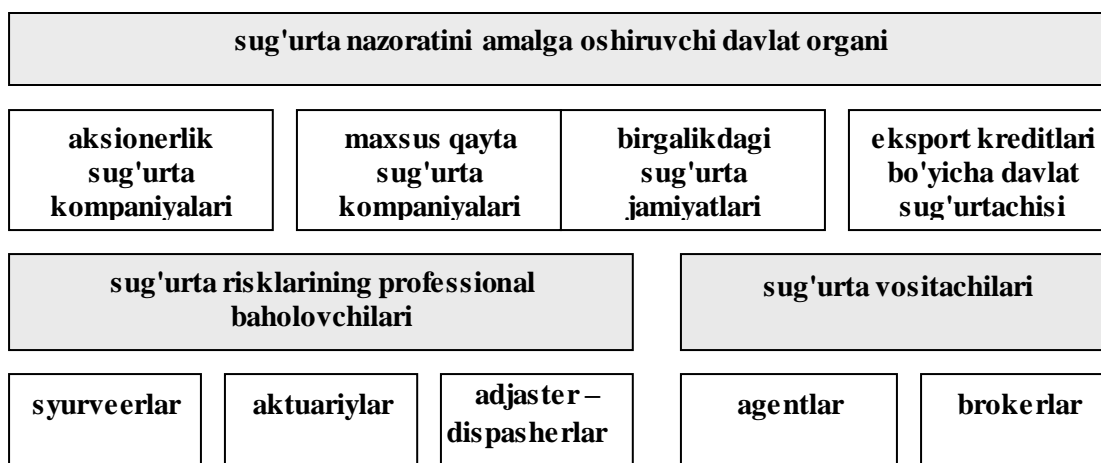 sug'urta nazoratini amalga oshiruvchi davlat organi
aksionerlik
sug'urta
kompaniyalari
maxsus qayta
sug'urta
kompaniyalari
birgalikdagi
sug'urta
jamiyatlari
eksport kreditlari
bo'yicha davlat
sug'urtachisi
sug'urta risklarining professional
baholovchilari
sug'urta vositachilari
syurveerlar
aktuariylar
adjaster –
dispasherlar
agentlar
brokerlar